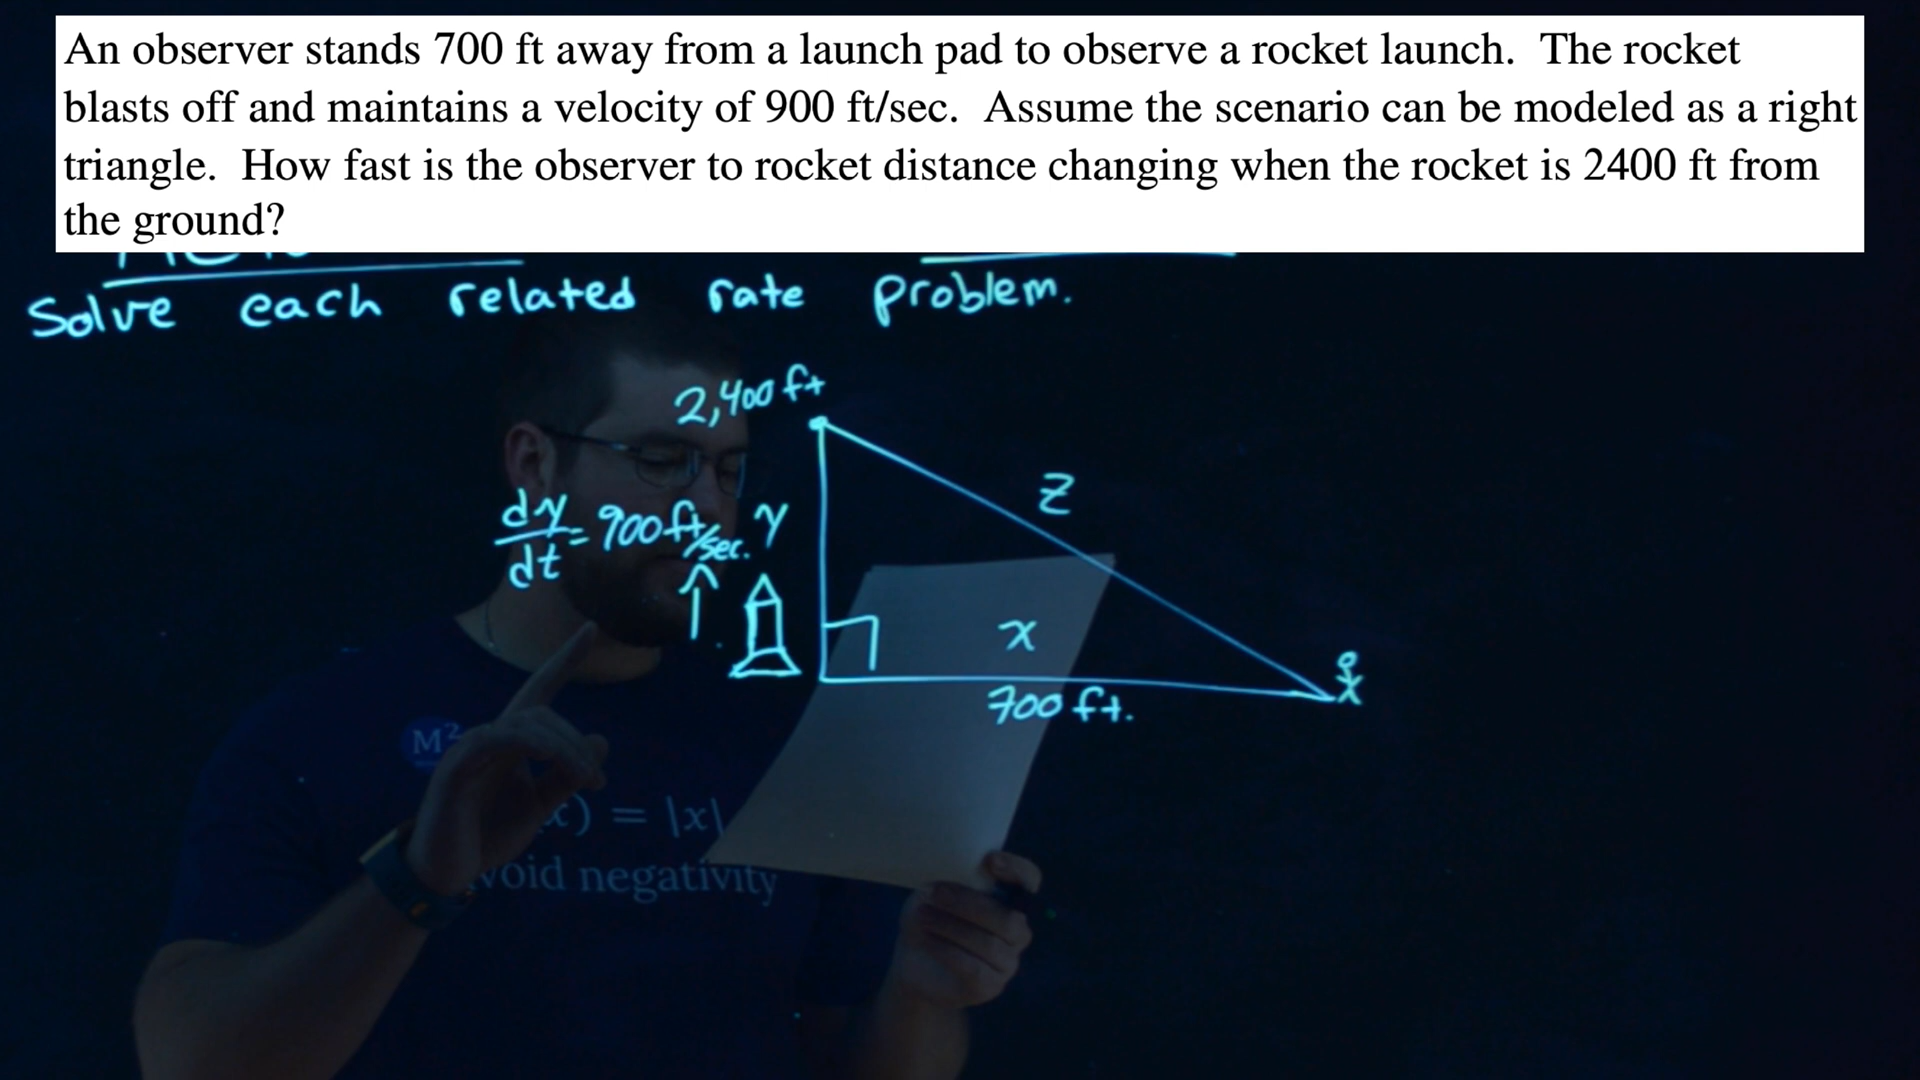 An observer stands 700 ft away from a launch pad to observe a rocket launch. The rocket
blasts off and maintains a velocity of 900 ft/sec. Assume the scenario can be modeled as a right
triangle. How fast is the observer to rocket distance changing when the rocket is 2400 ft from
the ground?
Solve each related rate problem.
2,400 ft
z
dy/dt = 900 ft/sec. y
x
700 ft.
M²
) = |x|
void negativity